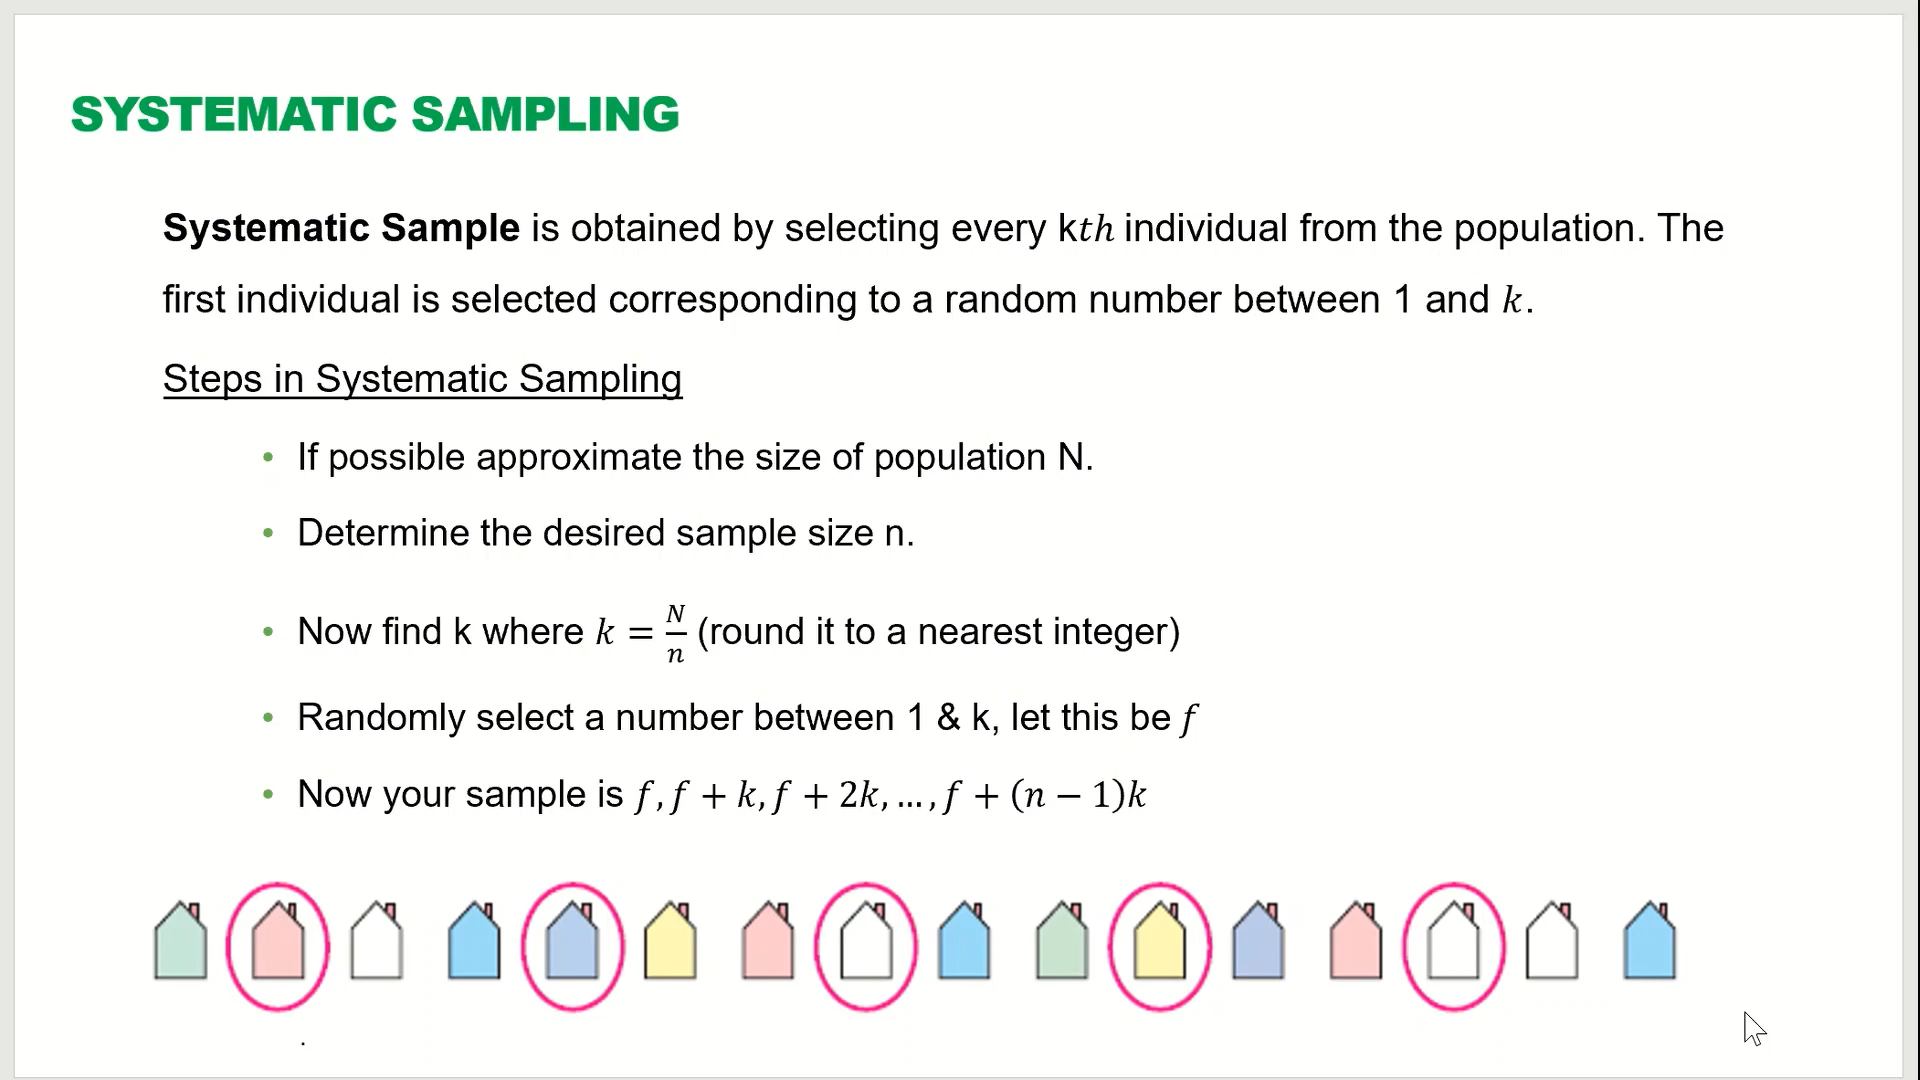 SYSTEMATIC SAMPLING
Systematic Sample is obtained by selecting every k𝑡ℎ individual from the population. The
first individual is selected corresponding to a random number between 1 and 𝑘.
Steps in Systematic Sampling
• If possible approximate the size of population N.
• Determine the desired sample size n.
• Now find k where 𝑘 = 𝑁/𝑛 (round it to a nearest integer)
• Randomly select a number between 1 & k, let this be 𝑓
• Now your sample is 𝑓, 𝑓 + 𝑘, 𝑓 + 2𝑘, … , 𝑓 + (𝑛 − 1)𝑘
.